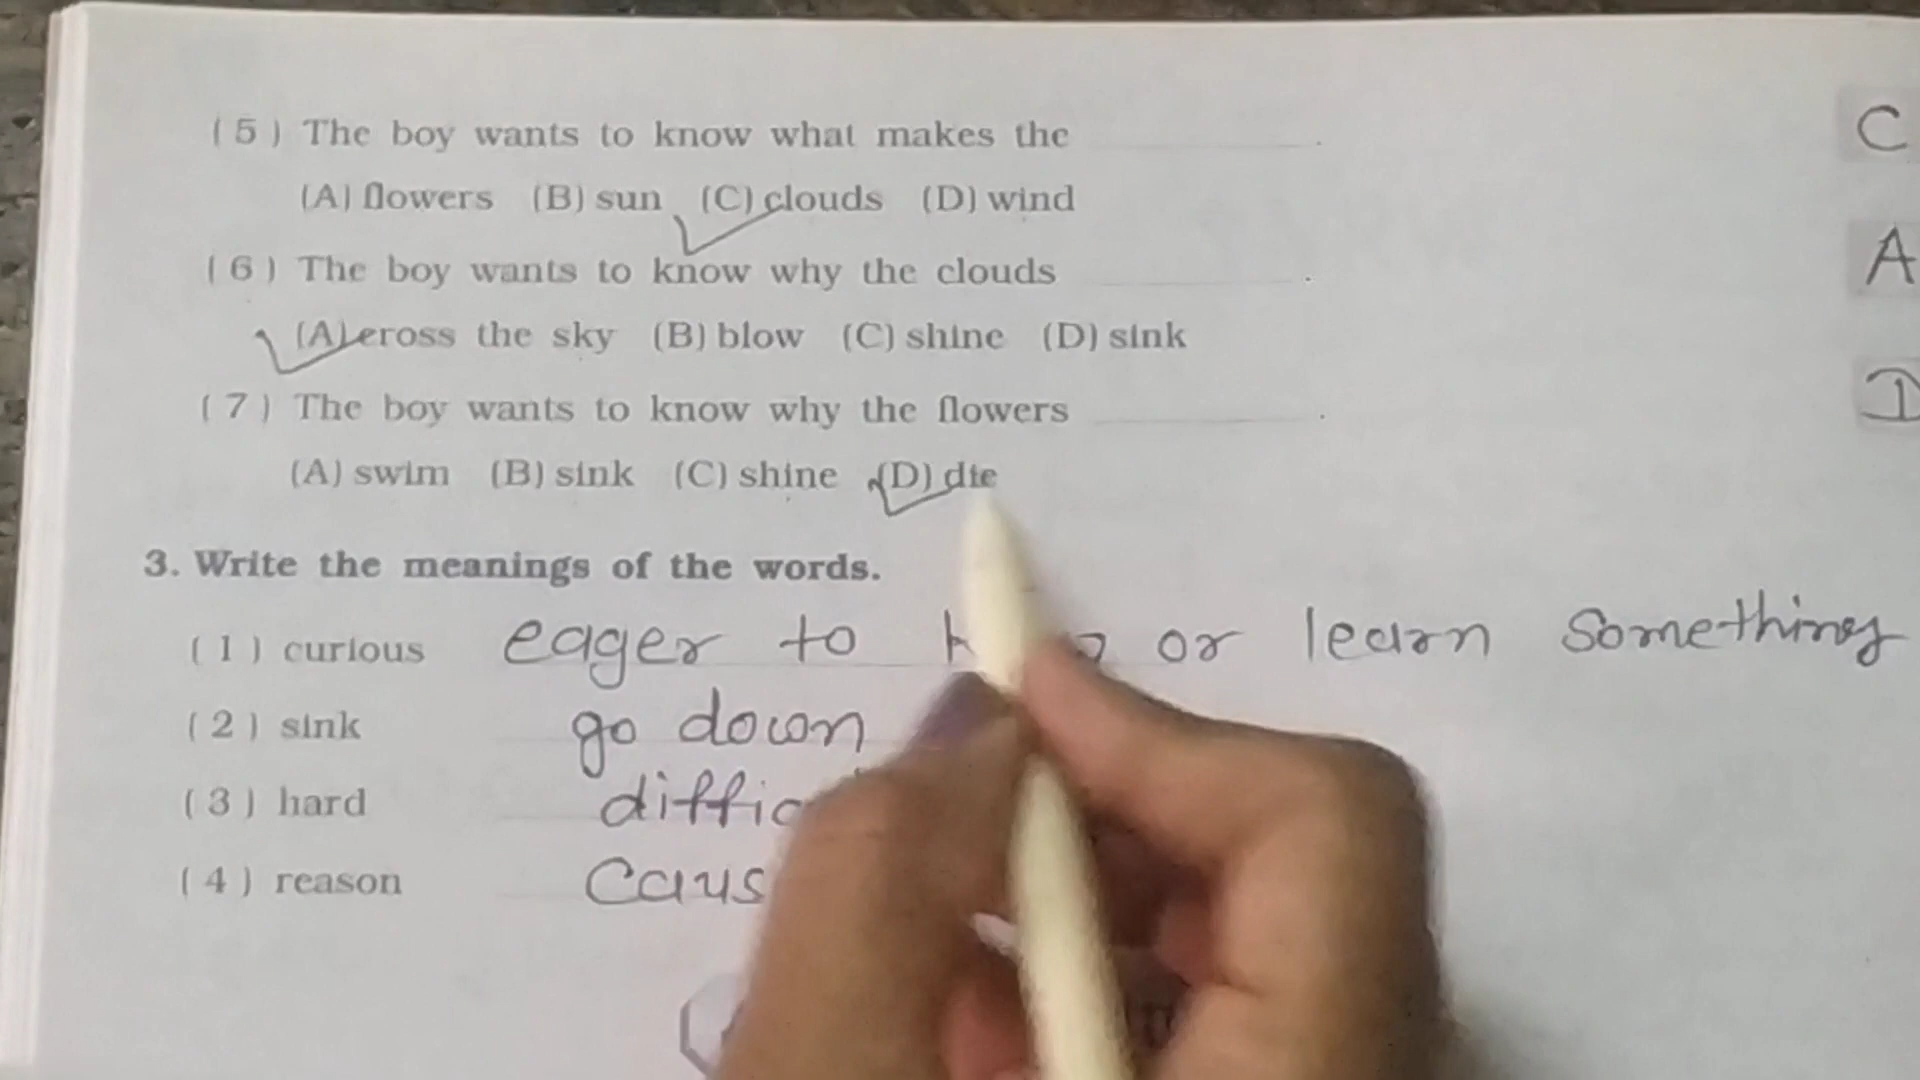 (5) The boy wants to know what makes the ________. C
(A) flowers (B) sun (C) clouds (D) wind
(6) The boy wants to know why the clouds ________. A
(A) cross the sky (B) blow (C) shine (D) sink
(7) The boy wants to know why the flowers ________. D
(A) swim (B) sink (C) shine (D) die
3. Write the meanings of the words.
(1) curious eager to or learn something
(2) sink go down
(3) hard
(4) reason